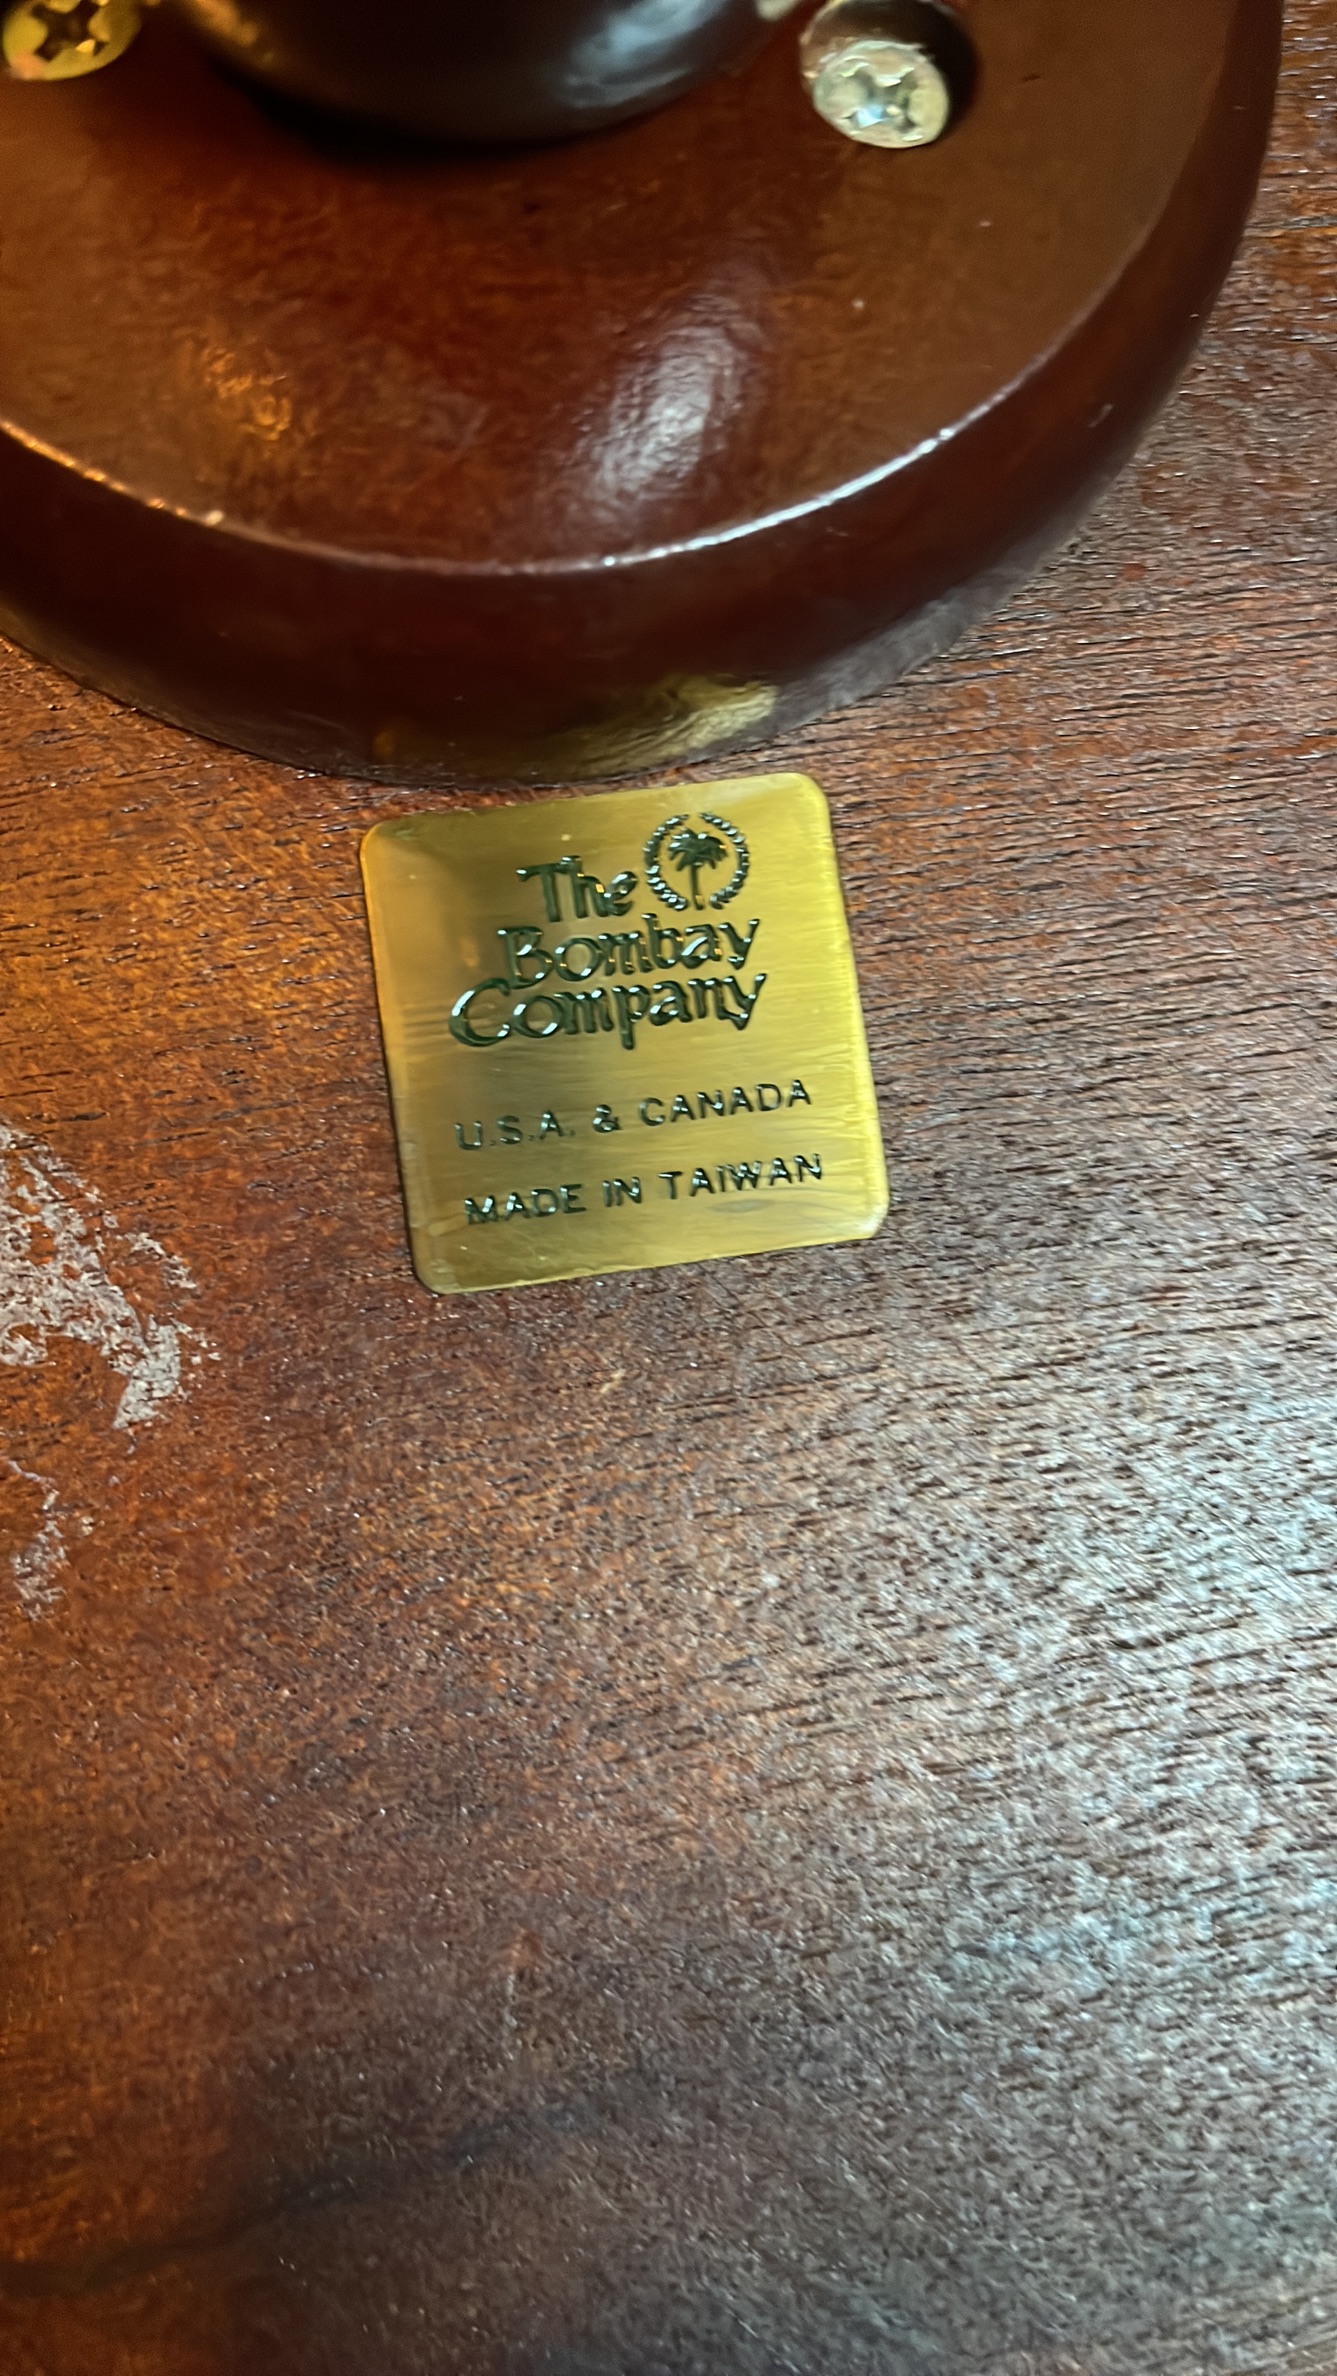 The
Bombay
Company
U.S.A. & CANADA
MADE IN TAIWAN